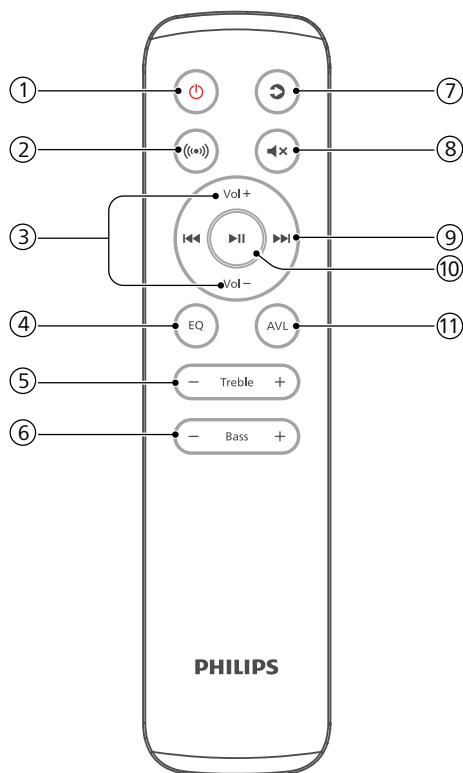 1
7
2
8
Vol +
3
9
10
Vol −
4
EQ
AVL
11
5
− Treble +
6
− Bass +
PHILIPS